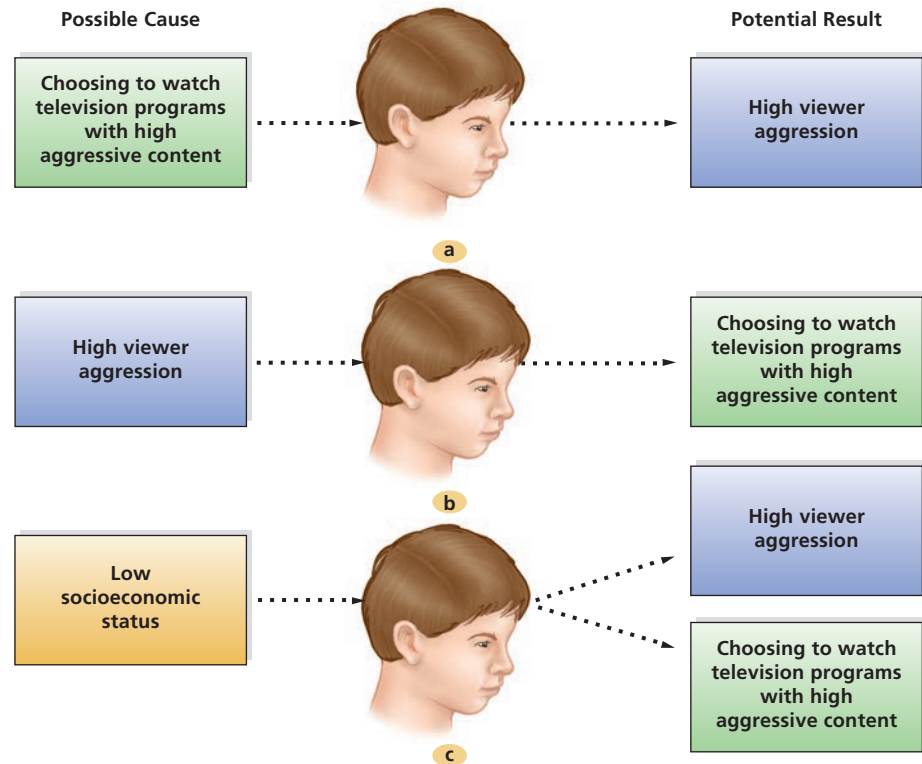 Possible Cause
Potential Result
Choosing to watch
television programs
with high
aggressive content
High viewer
aggression
a
High viewer
aggression
Choosing to watch
television programs
with high
aggressive content
b
Low
socioeconomic
status
High viewer
aggression
Choosing to watch
television programs
with high
aggressive content
c